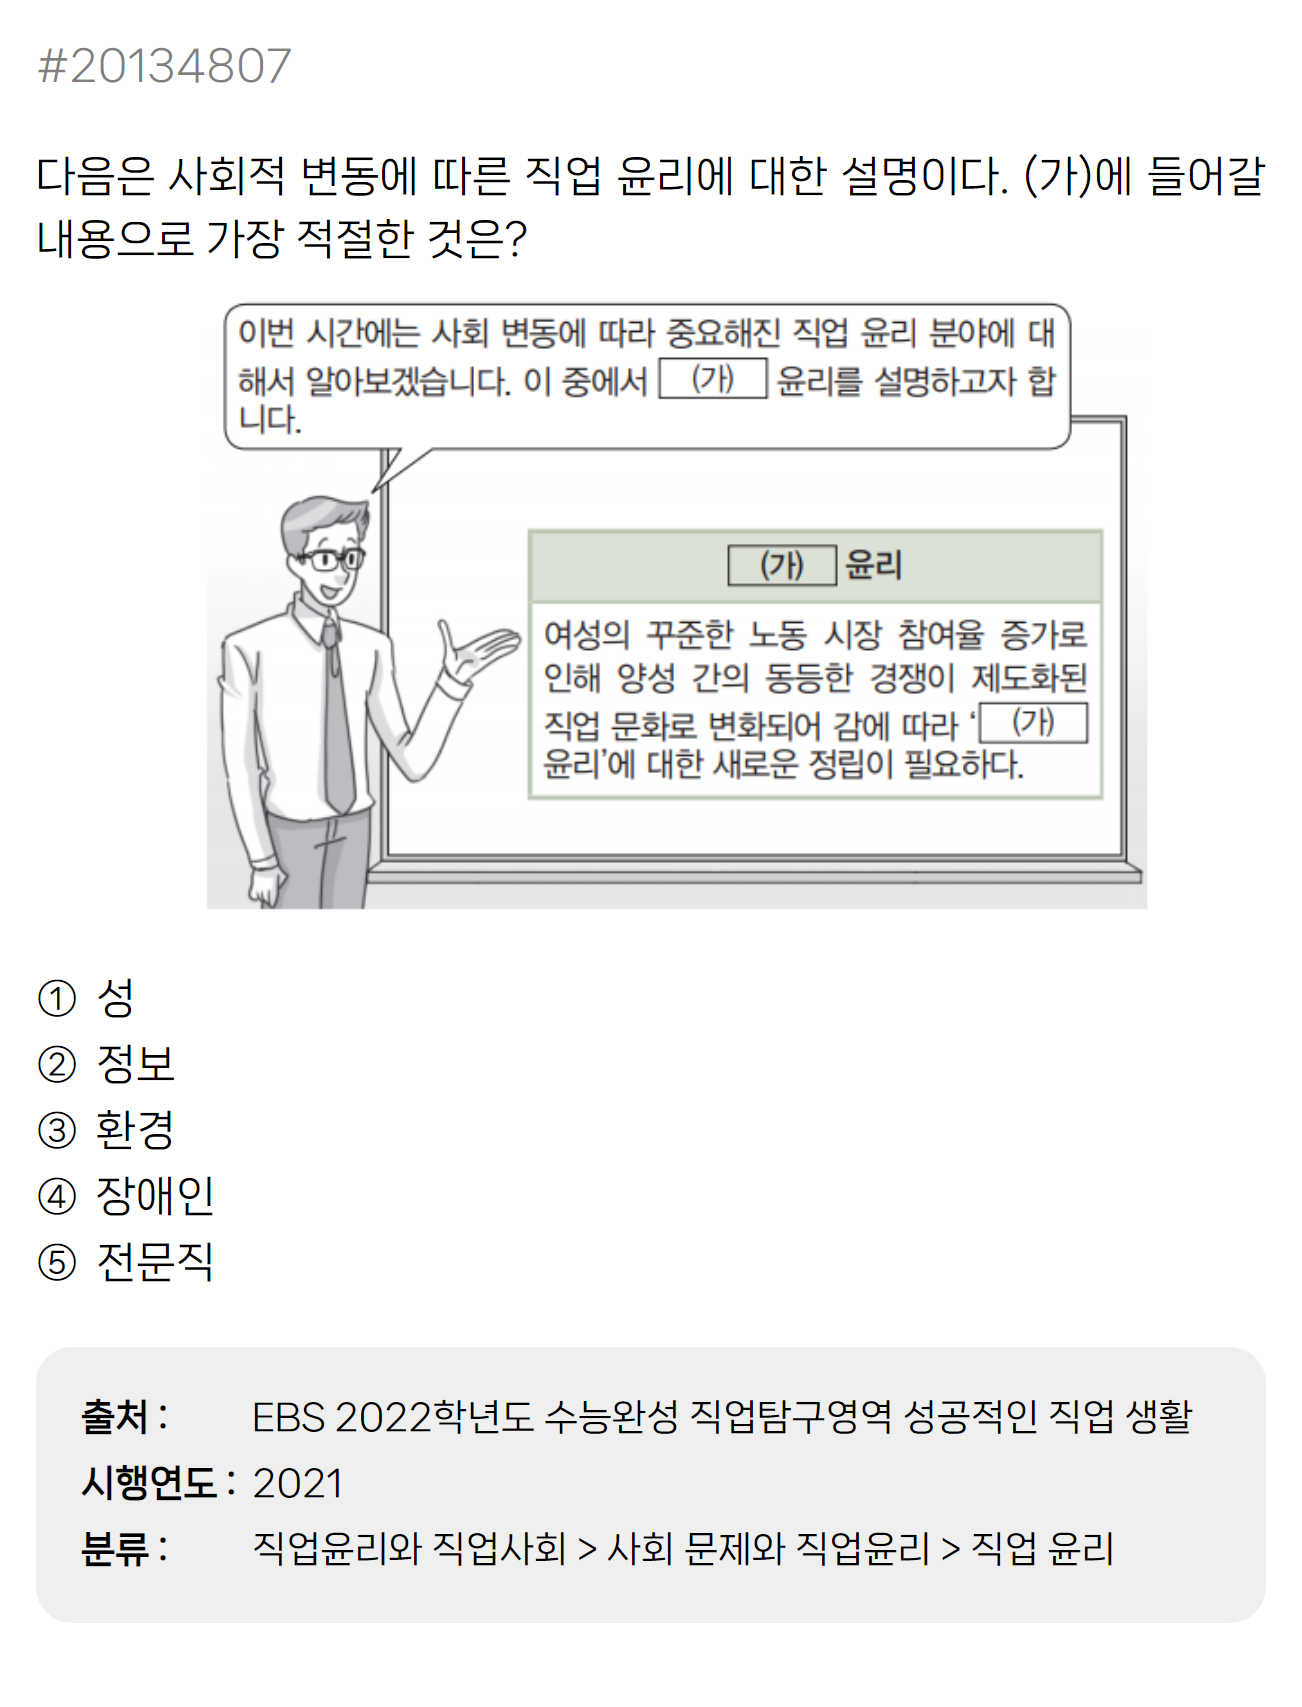 #20134807
다음은 사회적 변동에 따른 직업 윤리에 대한 설명이다. (가)에 들어갈
내용으로 가장 적절한 것은?
이번 시간에는 사회 변동에 따라 중요해진 직업 윤리 분야에 대
해서 알아보겠습니다. 이 중에서 (가) 윤리를 설명하고자 합
니다.
(가) 윤리
여성의 꾸준한 노동 시장 참여율 증가로
인해 양성 간의 동등한 경쟁이 제도화된
직업 문화로 변화되어 감에 따라 ‘ (가)
윤리’에 대한 새로운 정립이 필요하다.
① 성
② 정보
③ 환경
④ 장애인
⑤ 전문직
출처 : EBS 2022학년도 수능완성 직업탐구영역 성공적인 직업 생활
시행연도 : 2021
분류 : 직업윤리와 직업사회 > 사회 문제와 직업윤리 > 직업 윤리